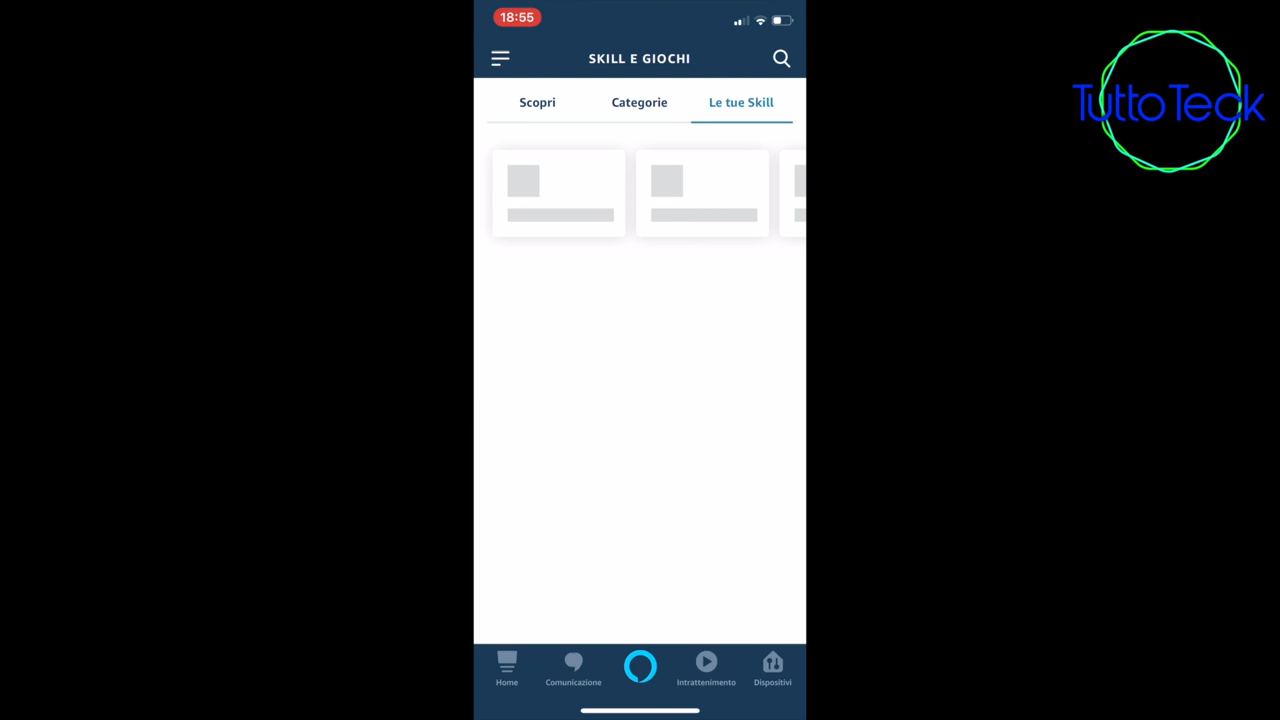 18:55
SKILL E GIOCHI
Scopri Categorie Le tue Skill
Home Comunicazione Intrattenimento Dispositivi
TuttoTeck